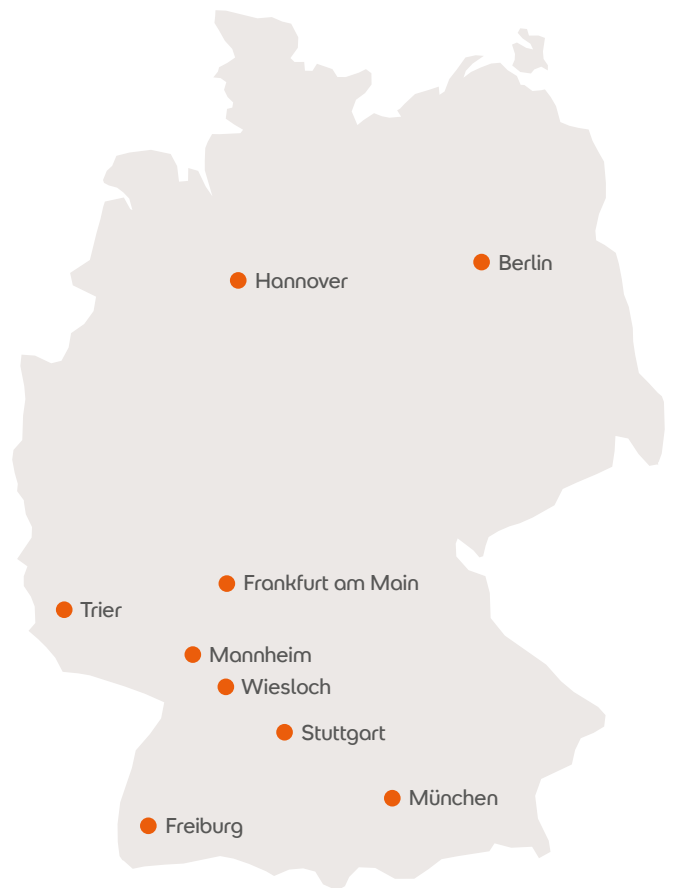 Berlin
Hannover
Frankfurt am Main
Trier
Mannheim
Wiesloch
Stuttgart
München
Freiburg